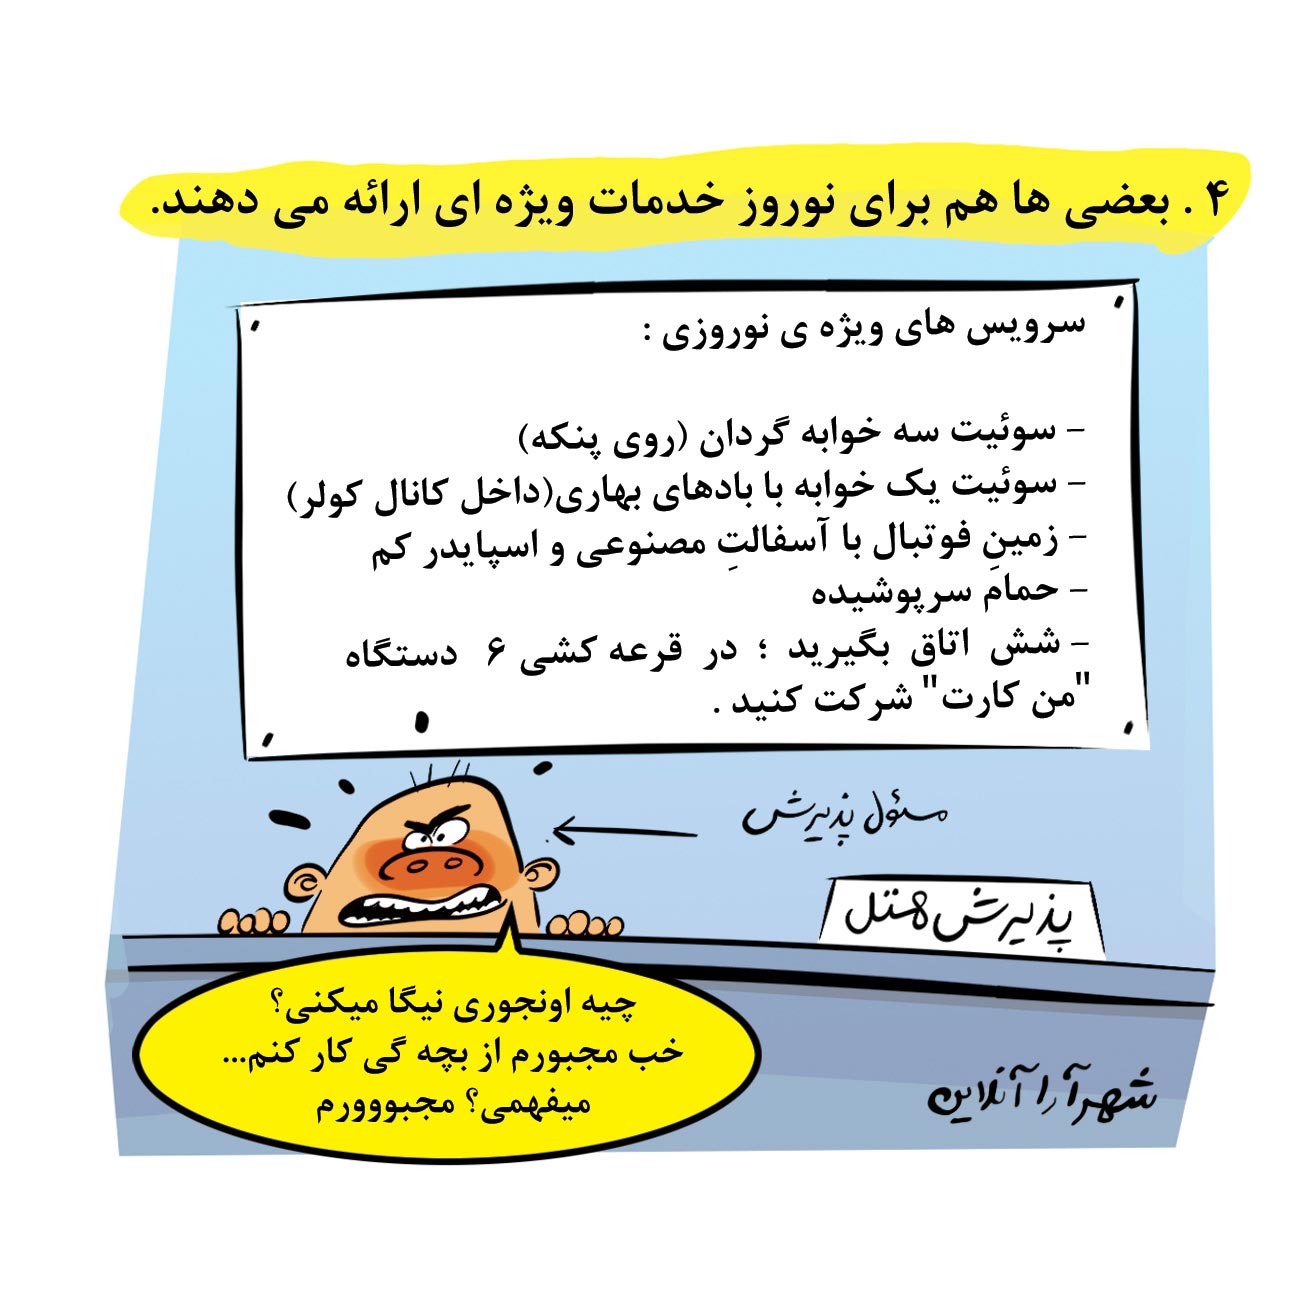 ۴ . بعضی ها هم برای نوروز خدمات ویژه ای ارائه می دهند.
سرویس های ویژه ی نوروزی :
- سوئیت سه خوابه گردان (روی پنکه)
- سوئیت یک خوابه با بادهای بهاری(داخل کانال کولر)
- زمینِ فوتبال با آسفالتِ مصنوعی و اسپایدر کم
- حمام سرپوشیده
- شش اتاق بگیرید ؛ در قرعه کشی ۶ دستگاه
"من کارت" شرکت کنید .
مسئول پذیرش
پذیرش هتل
چیه اونجوری نیگا میکنی؟
خب مجبورم از بچه گی کار کنم...
میفهمی؟ مجبوووورم
شهرآرا آنلاین